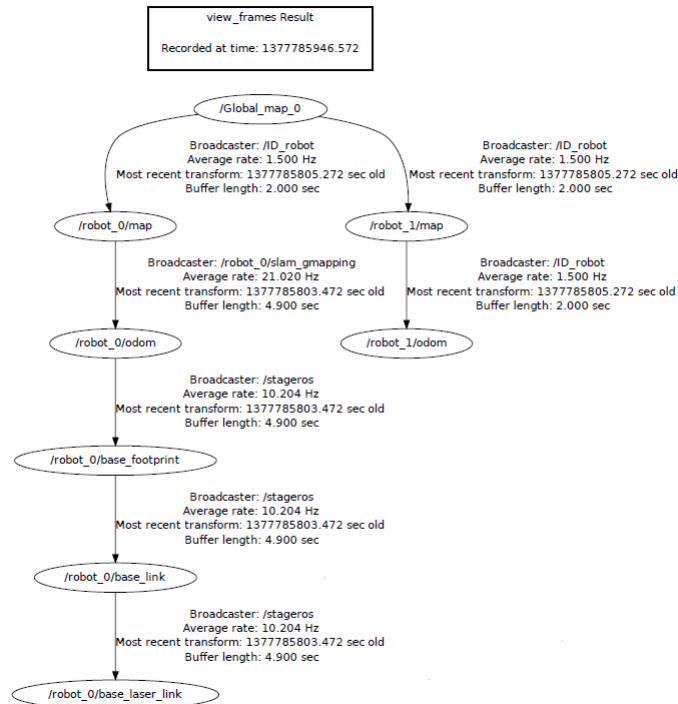 view_frames Result
Recorded at time: 1377785946.572
/Global_map_0
Broadcaster: /ID_robot
Average rate: 1.500 Hz
Most recent transform: 1377785805.272 sec old
Buffer length: 2.000 sec
Broadcaster: /ID_robot
Average rate: 1.500 Hz
Most recent transform: 1377785805.272 sec old
Buffer length: 2.000 sec
/robot_0/map
/robot_1/map
Broadcaster: /robot_0/slam_gmapping
Average rate: 21.020 Hz
Most recent transform: 1377785803.472 sec old
Buffer length: 4.900 sec
Broadcaster: /ID_robot
Average rate: 1.500 Hz
Most recent transform: 1377785805.272 sec old
Buffer length: 2.000 sec
/robot_0/odom
/robot_1/odom
Broadcaster: /stageros
Average rate: 10.204 Hz
Most recent transform: 1377785803.472 sec old
Buffer length: 4.900 sec
/robot_0/base_footprint
Broadcaster: /stageros
Average rate: 10.204 Hz
Most recent transform: 1377785803.472 sec old
Buffer length: 4.900 sec
/robot_0/base_link
Broadcaster: /stageros
Average rate: 10.204 Hz
Most recent transform: 1377785803.472 sec old
Buffer length: 4.900 sec
/robot_0/base_laser_link